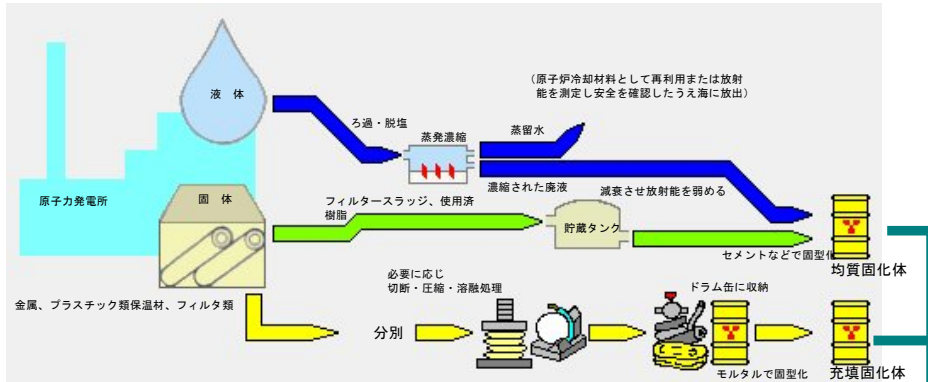 液 体
（原子炉冷却材料として再利用または放射
能を測定し安全を確認したうえ海に放出）
ろ過・脱塩
蒸発濃縮
蒸留水
原子力発電所
固 体
濃縮された廃液
減衰させ放射能を弱める
フィルタースラッジ、使用済
樹脂
貯蔵タンク
セメントなどで固型化
均質固化体
必要に応じ
切断・圧縮・溶融処理
ドラム缶に収納
金属、プラスチック類保温材、フィルタ類
分別
モルタルで固型化
充填固化体